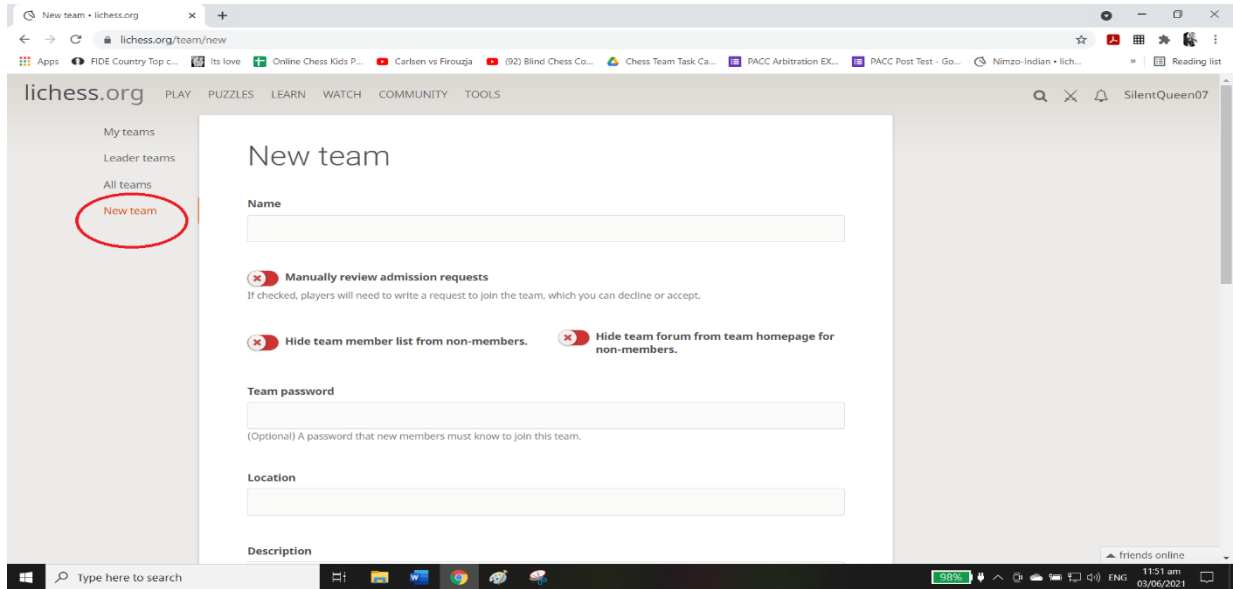 New team • lichess.org
lichess.org/team/new
Apps FIDE Country Top c... Its love Online Chess Kids P... Carlsen vs Firouzja (92) Blind Chess Co... Chess Team Task Ca... PACC Arbitration EX... PACC Post Test - Go... Nimzo-Indian • lich... » Reading list
lichess.org PLAY PUZZLES LEARN WATCH COMMUNITY TOOLS SilentQueen07
My teams
Leader teams
All teams
New team
New team
Name
Manually review admission requests
If checked, players will need to write a request to join the team, which you can decline or accept.
Hide team member list from non-members.
Hide team forum from team homepage for
non-members.
Team password
(Optional) A password that new members must know to join this team.
Location
Description
friends online
Type here to search
98% ENG 11:51 am
03/06/2021